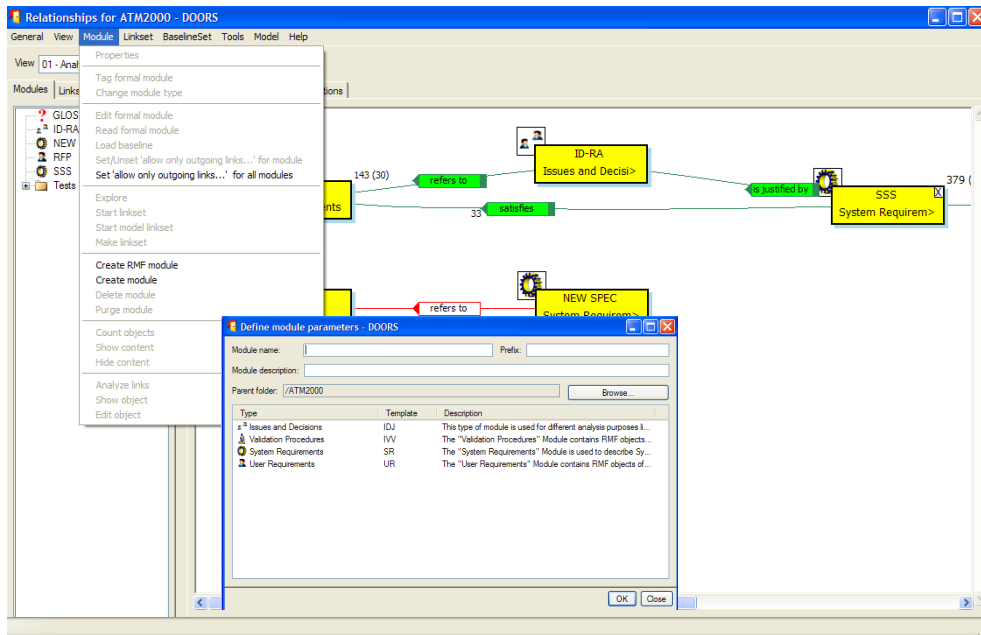 Relationships for ATM2000 - DOORS
General View Module Linkset BaselineSet Tools Model Help
View 01 - Anal
Modules Links tions
GLOS
ID-RA
NEW
RFP
SSS
Tests
Properties
Tag formal module
Change module type
Edit formal module
Read formal module
Load baseline
Set/Unset 'allow only outgoing links...' for module
Set 'allow only outgoing links...' for all modules
Explore
Start linkset
Start model linkset
Make linkset
Create RMF module
Create module
Delete module
Purge module
Count objects
Show content
Hide content
Analyze links
Show object
Edit object
ID-RA
Issues and Decisi>
143 (30)
refers to
is justified by
SSS
System Requirem>
379 (
nts
33
satisfies
NEW SPEC
System Requirem>
refers to
Define module parameters - DOORS
Module name: Prefix:
Module description:
Parent folder: /ATM2000 Browse...
Type Template Description
Issues and Decisions IDJ This type of module is used for different analysis purposes li...
Validation Procedures IVV The "Validation Procedures" Module contains RMF objects...
System Requirements SR The "System Requirements" Module is used to describe Sy...
User Requirements UR The "User Requirements" Module contains RMF objects of...
OK Close